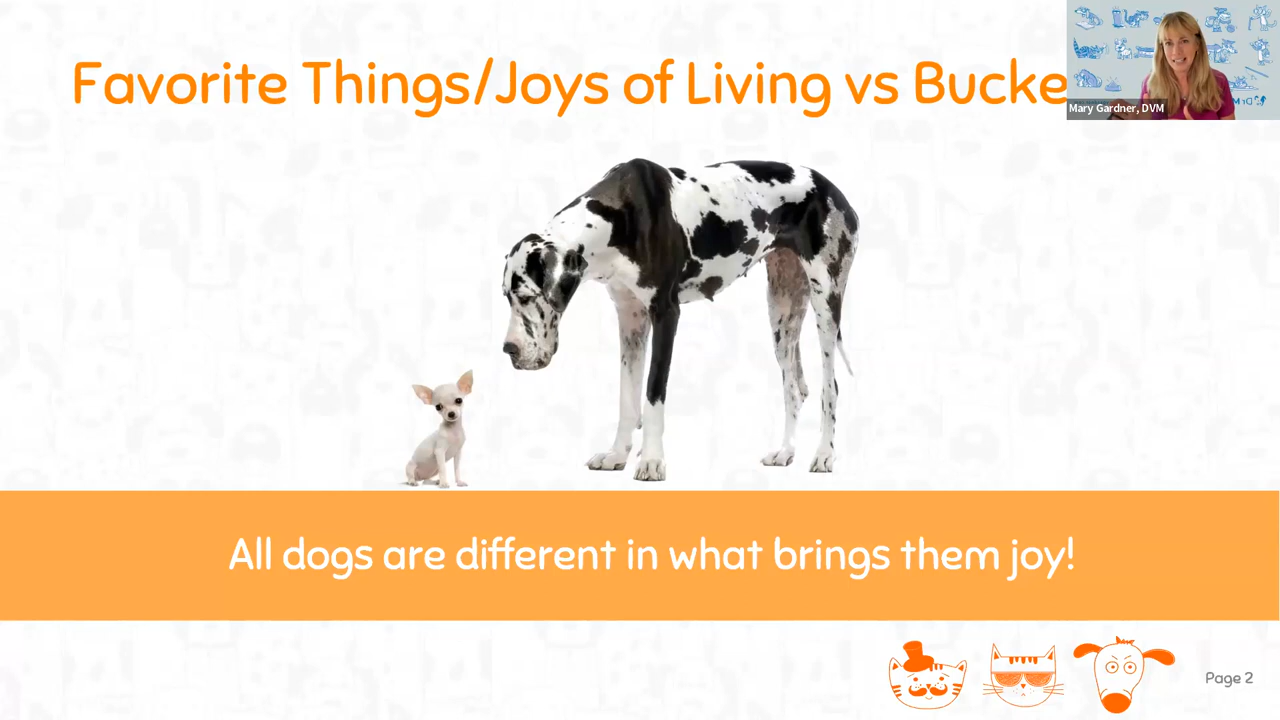 Favorite Things/Joys of Living vs Bucke
Mary Gardner, DVM
All dogs are different in what brings them joy!
Page 2